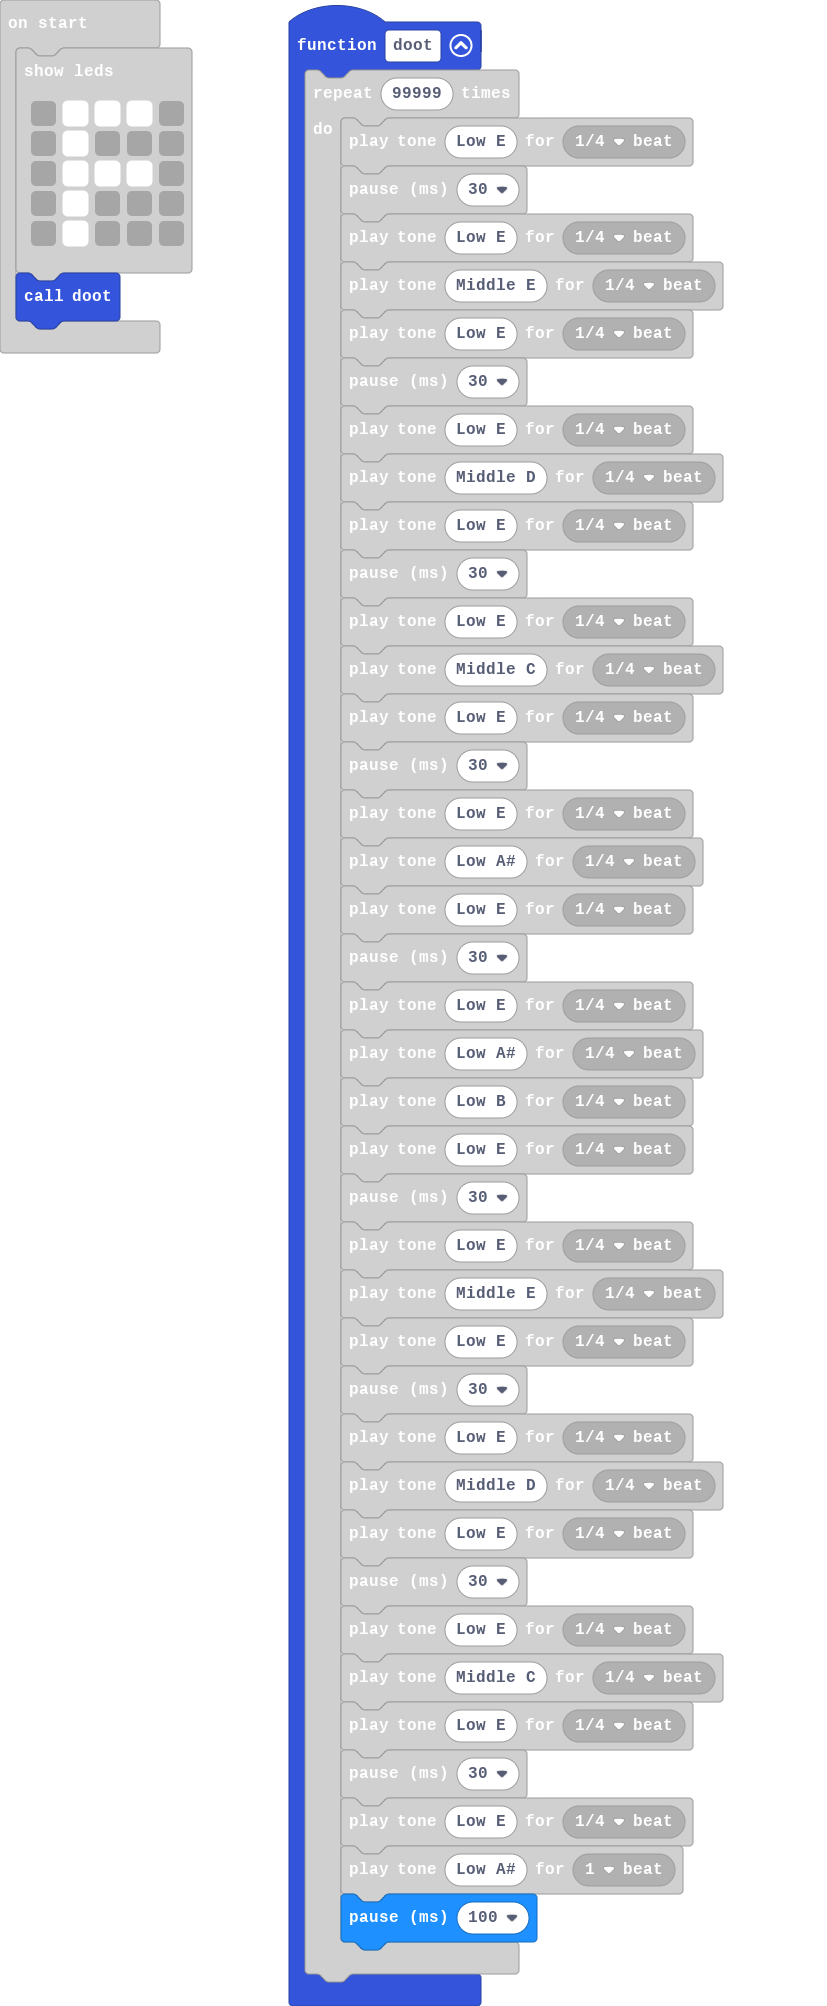 on start
show leds
call doot
function doot
repeat 99999 times
do
play tone Low E for 1/4 beat
pause (ms) 30
play tone Low E for 1/4 beat
play tone Middle E for 1/4 beat
play tone Low E for 1/4 beat
pause (ms) 30
play tone Low E for 1/4 beat
play tone Middle D for 1/4 beat
play tone Low E for 1/4 beat
pause (ms) 30
play tone Low E for 1/4 beat
play tone Middle C for 1/4 beat
play tone Low E for 1/4 beat
pause (ms) 30
play tone Low E for 1/4 beat
play tone Low A# for 1/4 beat
play tone Low E for 1/4 beat
pause (ms) 30
play tone Low E for 1/4 beat
play tone Low A# for 1/4 beat
play tone Low B for 1/4 beat
play tone Low E for 1/4 beat
pause (ms) 30
play tone Low E for 1/4 beat
play tone Middle E for 1/4 beat
play tone Low E for 1/4 beat
pause (ms) 30
play tone Low E for 1/4 beat
play tone Middle D for 1/4 beat
play tone Low E for 1/4 beat
pause (ms) 30
play tone Low E for 1/4 beat
play tone Middle C for 1/4 beat
play tone Low E for 1/4 beat
pause (ms) 30
play tone Low E for 1/4 beat
play tone Low A# for 1 beat
pause (ms) 100